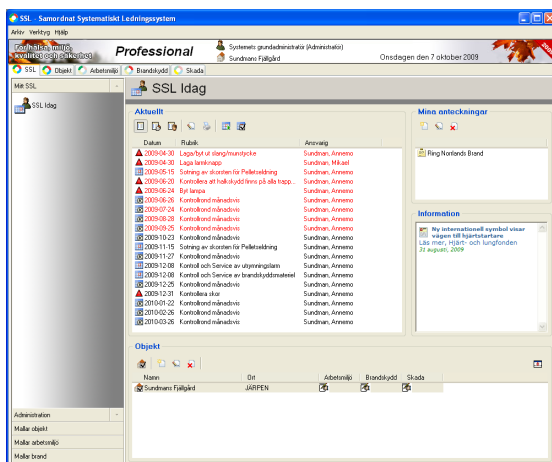 SSL - Samordnat Systematiskt Ledningssystem
Arkiv Verktyg Hjälp
För hälsa, miljö,
kvalitet och säkerhet
Professional
Systemets grundadministratör (Administratör)
Sundmans Fjällgård
Onsdagen den 7 oktober 2009
SSL Objekt Arbetsmiljö Brandskydd Skada
Mitt SSL
SSL Idag
SSL Idag
Aktuellt
Datum Rubrik Ansvarig
2009-04-30 Laga/byt ut slang/munstycke Sundman, Annemo
2009-04-30 Laga larmknapp Sundman, Mikael
2009-05-15 Sotning av skorsten för Pelletseldning Sundman, Annemo
2009-06-20 Kontrollera att halkskydd finns på alla trapp... Sundman, Annemo
2009-06-24 Byt lampa Sundman, Annemo
2009-06-26 Kontrollrond månadsvis Sundman, Annemo
2009-07-24 Kontrollrond månadsvis Sundman, Annemo
2009-08-28 Kontrollrond månadsvis Sundman, Annemo
2009-09-25 Kontrollrond månadsvis Sundman, Annemo
2009-10-23 Kontrollrond månadsvis Sundman, Annemo
2009-11-15 Sotning av skorsten för Pelletseldning Sundman, Annemo
2009-11-27 Kontrollrond månadsvis Sundman, Annemo
2009-12-08 Kontroll och Service av utrymningslarm Sundman, Annemo
2009-12-08 Kontroll och Service av brandskyddsmateriel Sundman, Annemo
2009-12-25 Kontrollrond månadsvis Sundman, Annemo
2009-12-31 Kontrollera skor Sundman, Annemo
2010-01-22 Kontrollrond månadsvis Sundman, Annemo
2010-02-26 Kontrollrond månadsvis Sundman, Annemo
2010-03-26 Kontrollrond månadsvis Sundman, Annemo
Mina anteckningar
Ring Norrlands Brand
Information
Ny internationell symbol visar
vägen till hjärtstartare
Läs mer, Hjärt- och lungfonden
31 augusti, 2009
Objekt
Namn Ort Arbetsmiljö Brandskydd Skada
Sundmans Fjällgård JÄRPEN
Administration
Mallar objekt
Mallar arbetsmiljö
Mallar brand